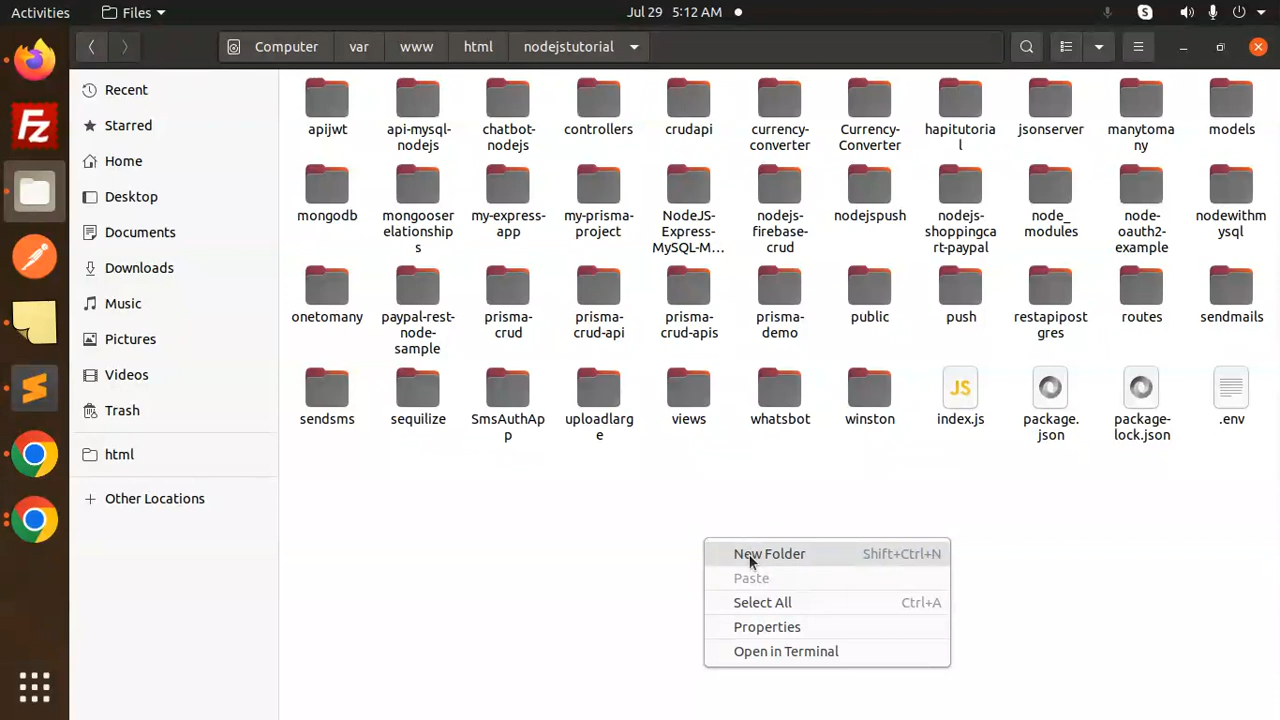 Activities Files Jul 29 5:12 AM S
Computer var www html nodejstutorial
Fz
Recent
Starred
Home
Desktop
Documents
Downloads
Music
Pictures
Videos
Trash
html
Other Locations
apijwt api-mysql- chatbot- controllers crudapi currency- Currency- hapitutoria jsonserver manytoma models
nodejs nodejs converter Converter l ny
mongodb mongooser my-express- my-prisma- NodeJS- nodejs- nodejspush nodejs- node_ node- nodewithm
elationship app project Express- firebase- shoppingca modules oauth2- ysql
s MySQL-M... crud rt-paypal example
onetomany paypal-rest- prisma- prisma- prisma- prisma- public push restapipost routes sendmails
node- crud crud-api crud-apis demo gres
sample
JS
sendsms sequilize SmsAuthAp uploadlarg views whatsbot winston index.js package. package- .env
p e json lock.json
New Folder Shift+Ctrl+N
Paste
Select All Ctrl+A
Properties
Open in Terminal